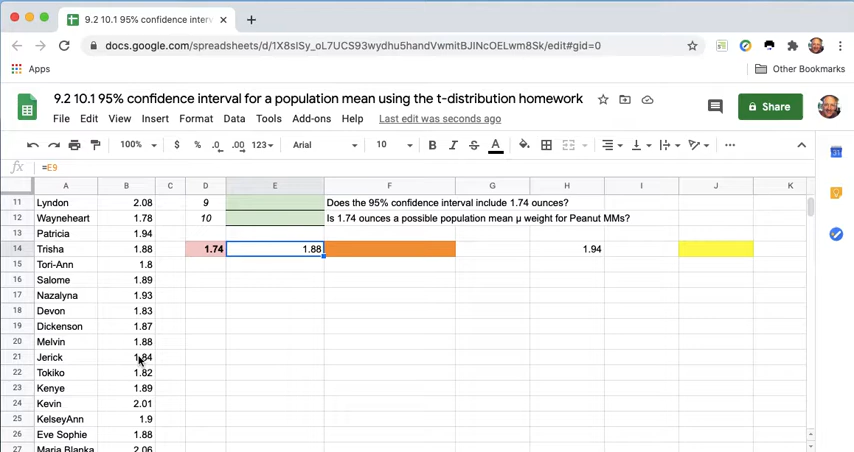 9.2 10.1 95% confidence interv
docs.google.com/spreadsheets/d/1X8sISy_oL7UCS93wydhu5handVwmitBJINcOELwm8Sk/edit#gid=0
Apps Other Bookmarks
9.2 10.1 95% confidence interval for a population mean using the t-distribution homework
File Edit View Insert Format Data Tools Add-ons Help Last edit was seconds ago
Share
100% $ % .0 .00 123 Arial 10 B I S A
fx =E9
A B C D E F G H I J K
11 Lyndon 2.08 9 Does the 95% confidence interval include 1.74 ounces?
12 Wayneheart 1.78 10 Is 1.74 ounces a possible population mean μ weight for Peanut MMs?
13 Patricia 1.94
14 Trisha 1.88 1.74 1.88 1.94
15 Tori-Ann 1.8
16 Salome 1.89
17 Nazalyna 1.93
18 Devon 1.83
19 Dickenson 1.87
20 Melvin 1.88
21 Jerick 1.84
22 Tokiko 1.82
23 Kenye 1.89
24 Kevin 2.01
25 KelseyAnn 1.9
26 Eve Sophie 1.88
27 Maria Blanka 2.06